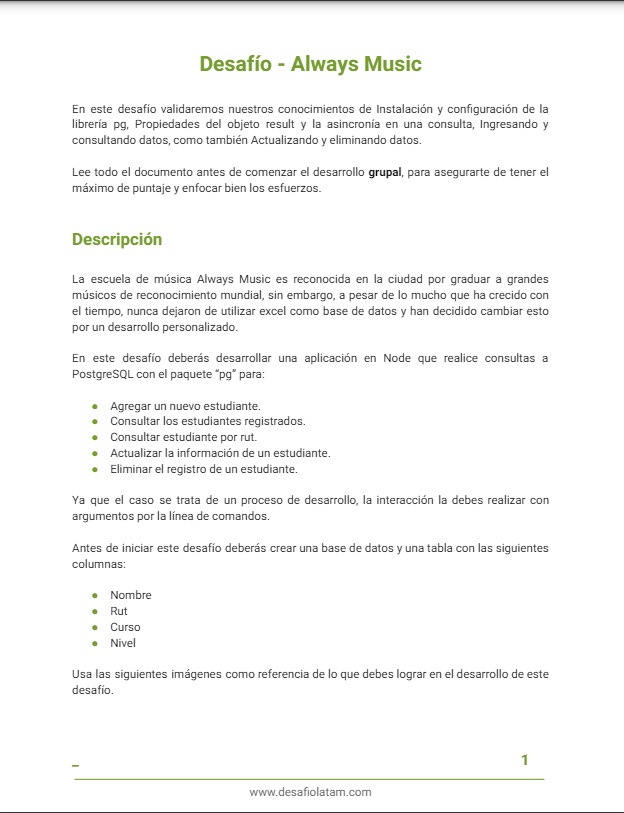 Desafío - Always Music
En este desafío validaremos nuestros conocimientos de Instalación y configuración de la
librería pg, Propiedades del objeto result y la asincronía en una consulta, Ingresando y
consultando datos, como también Actualizando y eliminando datos.
Lee todo el documento antes de comenzar el desarrollo grupal, para asegurarte de tener el
máximo de puntaje y enfocar bien los esfuerzos.
Descripción
La escuela de música Always Music es reconocida en la ciudad por graduar a grandes
músicos de reconocimiento mundial, sin embargo, a pesar de lo mucho que ha crecido con
el tiempo, nunca dejaron de utilizar excel como base de datos y han decidido cambiar esto
por un desarrollo personalizado.
En este desafío deberás desarrollar una aplicación en Node que realice consultas a
PostgreSQL con el paquete “pg” para:
● Agregar un nuevo estudiante.
● Consultar los estudiantes registrados.
● Consultar estudiante por rut.
● Actualizar la información de un estudiante.
● Eliminar el registro de un estudiante.
Ya que el caso se trata de un proceso de desarrollo, la interacción la debes realizar con
argumentos por la línea de comandos.
Antes de iniciar este desafío deberás crear una base de datos y una tabla con las siguientes
columnas:
● Nombre
● Rut
● Curso
● Nivel
Usa las siguientes imágenes como referencia de lo que debes lograr en el desarrollo de este
desafío.
_ 1
www.desafiolatam.com